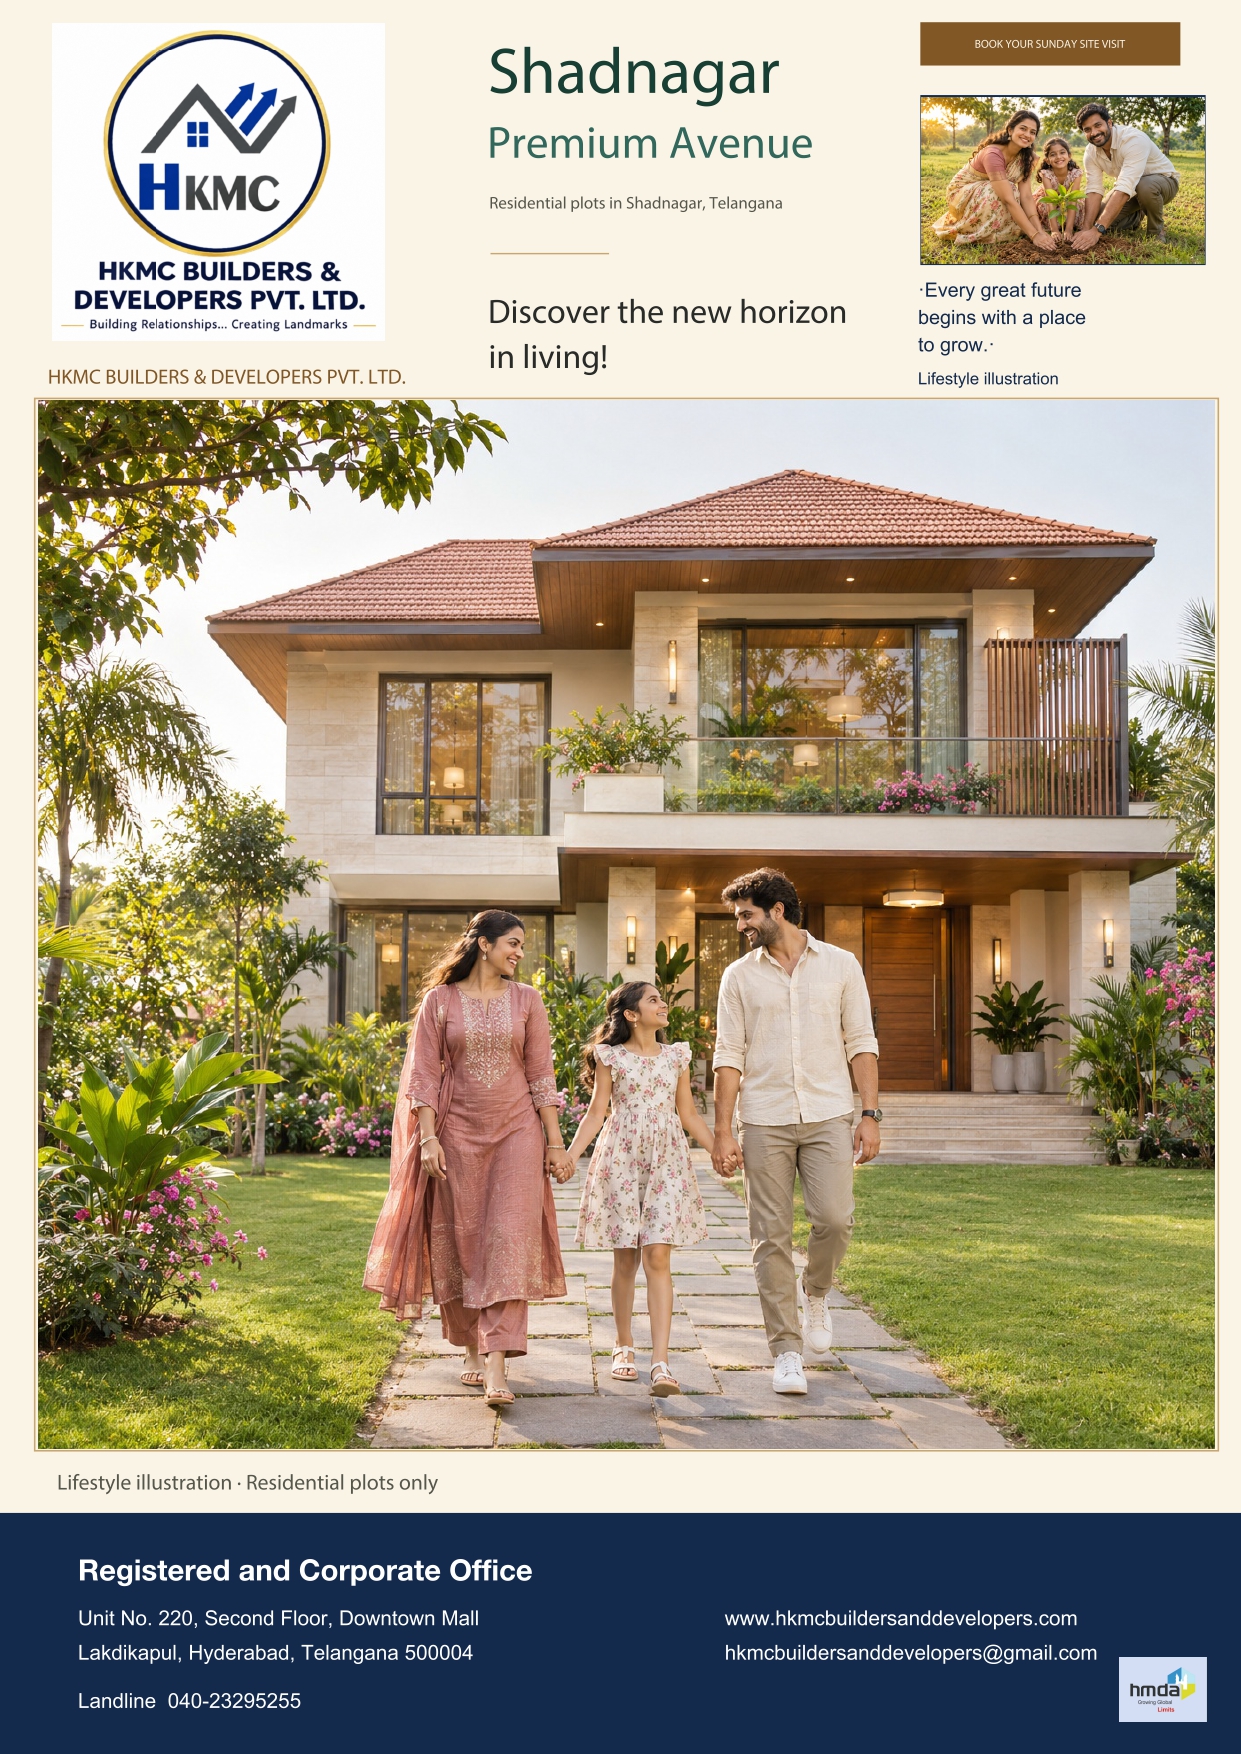 HKMC
HKMC BUILDERS &
DEVELOPERS PVT. LTD.
Building Relationships... Creating Landmarks
HKMC BUILDERS & DEVELOPERS PVT. LTD.
Shadnagar
Premium Avenue
Residential plots in Shadnagar, Telangana
Discover the new horizon
in living!
BOOK YOUR SUNDAY SITE VISIT
·Every great future
begins with a place
to grow.·
Lifestyle illustration
Lifestyle illustration · Residential plots only
Registered and Corporate Office
Unit No. 220, Second Floor, Downtown Mall
Lakdikapul, Hyderabad, Telangana 500004
Landline 040-23295255
www.hkmcbuildersanddevelopers.com
hkmcbuildersanddevelopers@gmail.com
hmda
Growing Global
Limits